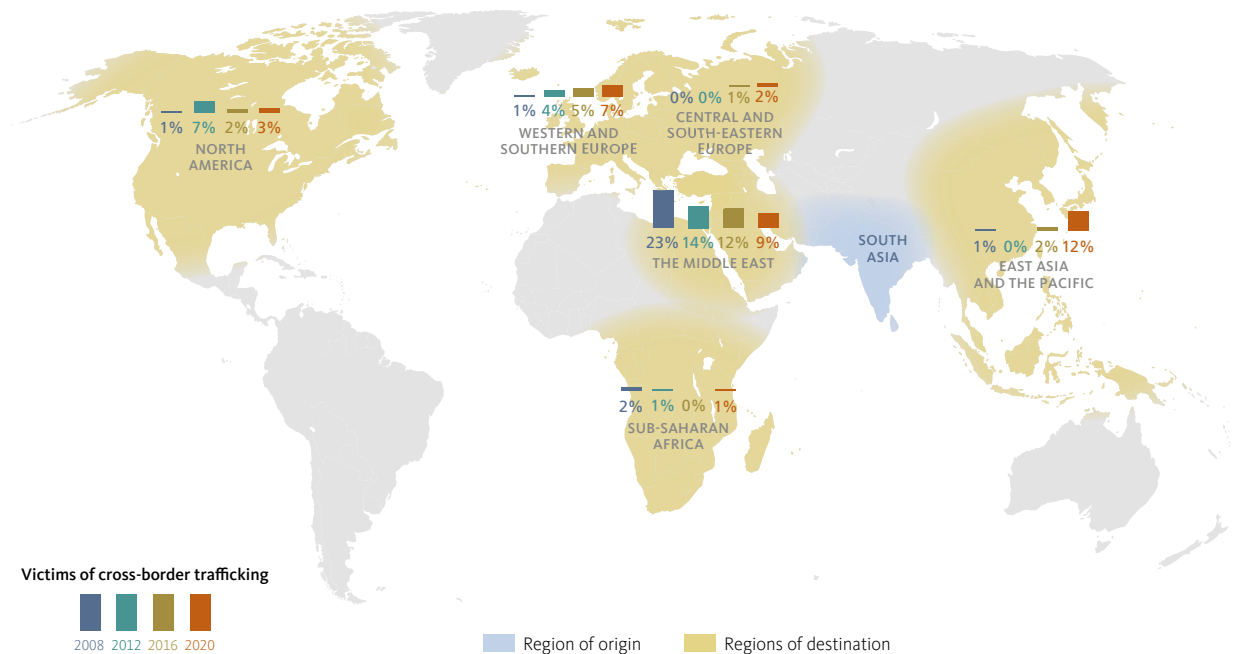 1% 7% 2% 3%
NORTH
AMERICA
1% 4% 5% 7%
WESTERN AND
SOUTHERN EUROPE
0% 0% 1% 2%
CENTRAL AND
SOUTH-EASTERN
EUROPE
23% 14% 12% 9%
THE MIDDLE EAST
SOUTH
ASIA
1% 0% 2% 12%
EAST ASIA
AND THE PACIFIC
2% 1% 0% 1%
SUB-SAHARAN
AFRICA
Victims of cross-border trafficking
2008 2012 2016 2020
Region of origin
Regions of destination